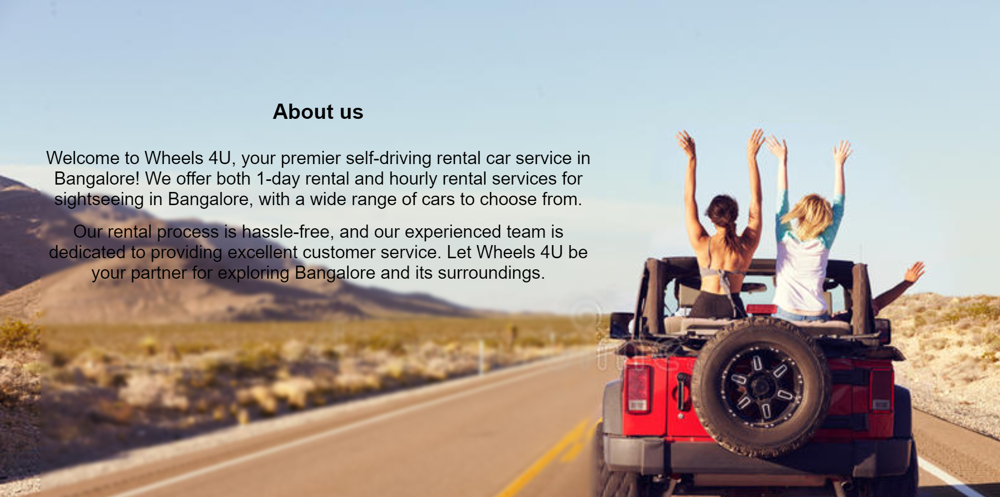 About us
Welcome to Wheels 4U, your premier self-driving rental car service in
Bangalore! We offer both 1-day rental and hourly rental services for
sightseeing in Bangalore, with a wide range of cars to choose from.
Our rental process is hassle-free, and our experienced team is
dedicated to providing excellent customer service. Let Wheels 4U be
your partner for exploring Bangalore and its surroundings.